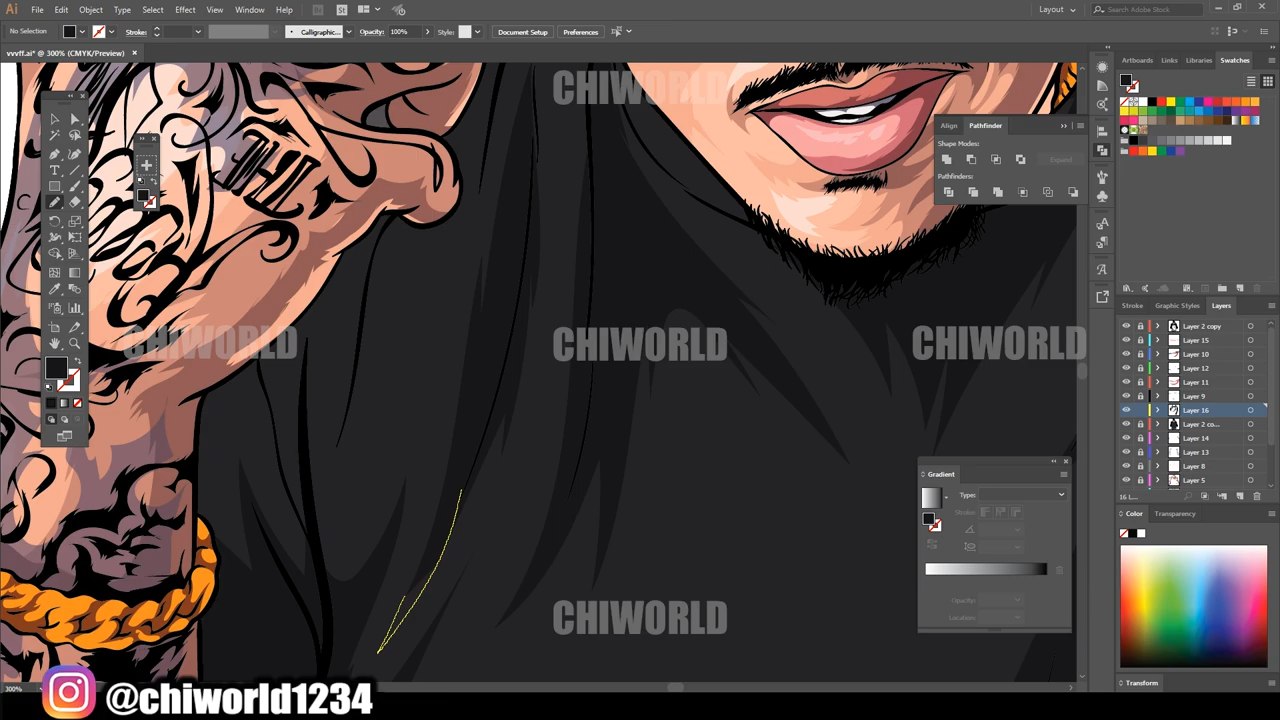 Ai File Edit Object Type Select Effect View Window Help Br St Layout Search Adobe Stock
No Selection Stroke: Calligraphic... Opacity: 100% Style: Document Setup Preferences
vvvff.ai* @ 300% (CMYK/Preview)
Artboards Links Libraries Swatches
CHIWORLD
Align Pathfinder
Shape Modes:
Expand
Pathfinders:
Stroke Graphic Styles Layers
Layer 2 copy
Layer 15
Layer 10
Layer 12
Layer 11
Layer 9
Layer 16
Layer 2 co...
Layer 14
Layer 13
Layer 8
Layer 5
16 L...
CHIWORLD CHIWORLD CHIWORLD
Gradient
Type:
Stroke:
Opacity:
Location:
Color Transparency
CHIWORLD
Transform
300%
@chiworld1234